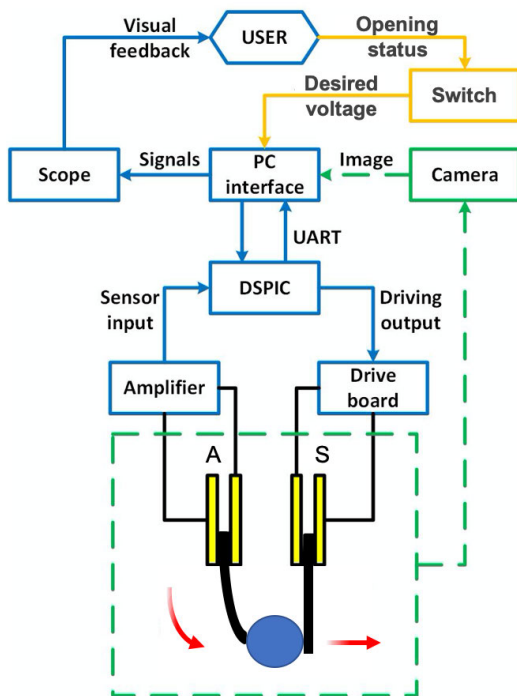 Visual
feedback
USER
Opening
status
Desired
voltage
Switch
Scope
Signals
PC
interface
Image
Camera
UART
Sensor
input
DSPIC
Driving
output
Amplifier
Drive
board
A
S